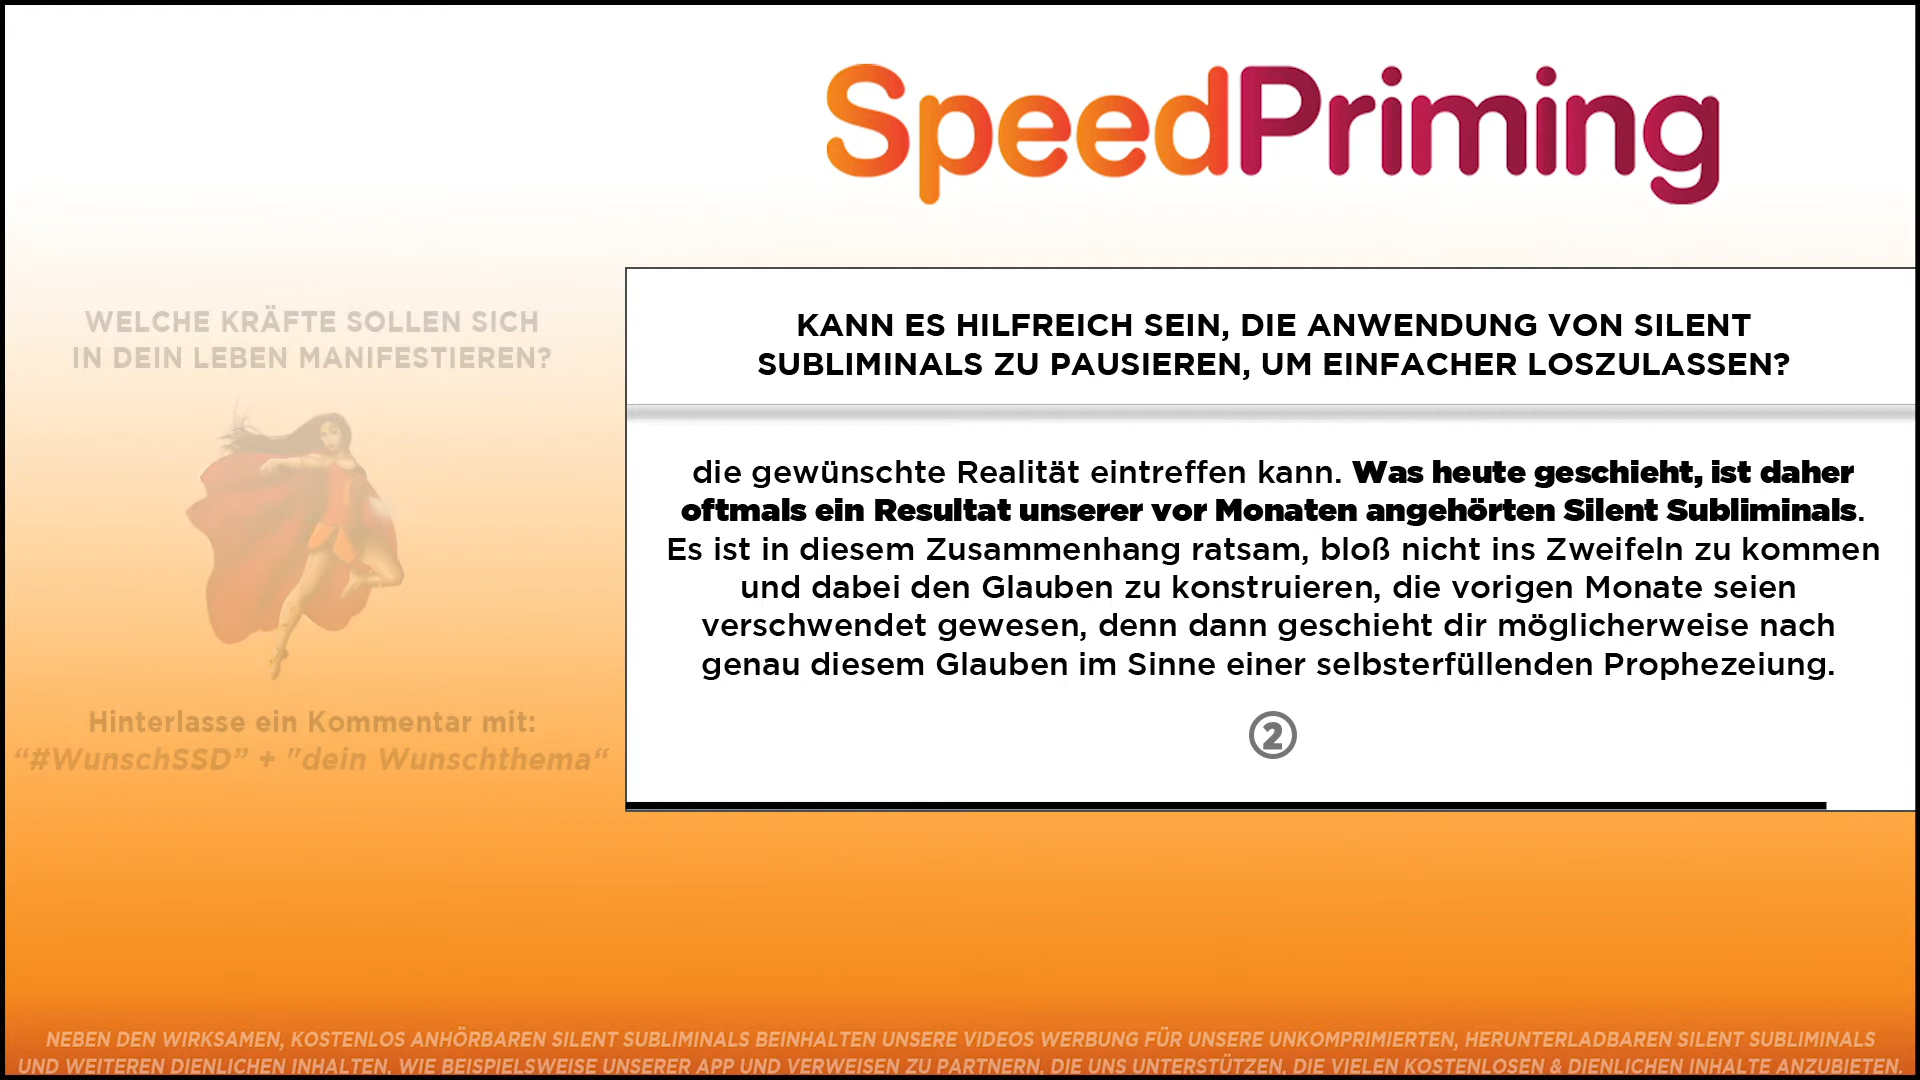 SpeedPriming
WELCHE KRÄFTE SOLLEN SICH
IN DEIN LEBEN MANIFESTIEREN?
Hinterlasse ein Kommentar mit:
“#WunschSSD” + "dein Wunschthema“
KANN ES HILFREICH SEIN, DIE ANWENDUNG VON SILENT
SUBLIMINALS ZU PAUSIEREN, UM EINFACHER LOSZULASSEN?
die gewünschte Realität eintreffen kann. Was heute geschieht, ist daher
oftmals ein Resultat unserer vor Monaten angehörten Silent Subliminals.
Es ist in diesem Zusammenhang ratsam, bloß nicht ins Zweifeln zu kommen
und dabei den Glauben zu konstruieren, die vorigen Monate seien
verschwendet gewesen, denn dann geschieht dir möglicherweise nach
genau diesem Glauben im Sinne einer selbsterfüllenden Prophezeiung.
2
NEBEN DEN WIRKSAMEN, KOSTENLOS ANHÖRBAREN SILENT SUBLIMINALS BEINHALTEN UNSERE VIDEOS WERBUNG FÜR UNSERE UNKOMPRIMIERTEN, HERUNTERLADBAREN SILENT SUBLIMINALS
UND WEITEREN DIENLICHEN INHALTEN, WIE BEISPIELSWEISE UNSERER APP UND VERWEISEN ZU PARTNERN, DIE UNS UNTERSTÜTZEN, DIE VIELEN KOSTENLOSEN & DIENLICHEN INHALTE ANZUBIETEN.